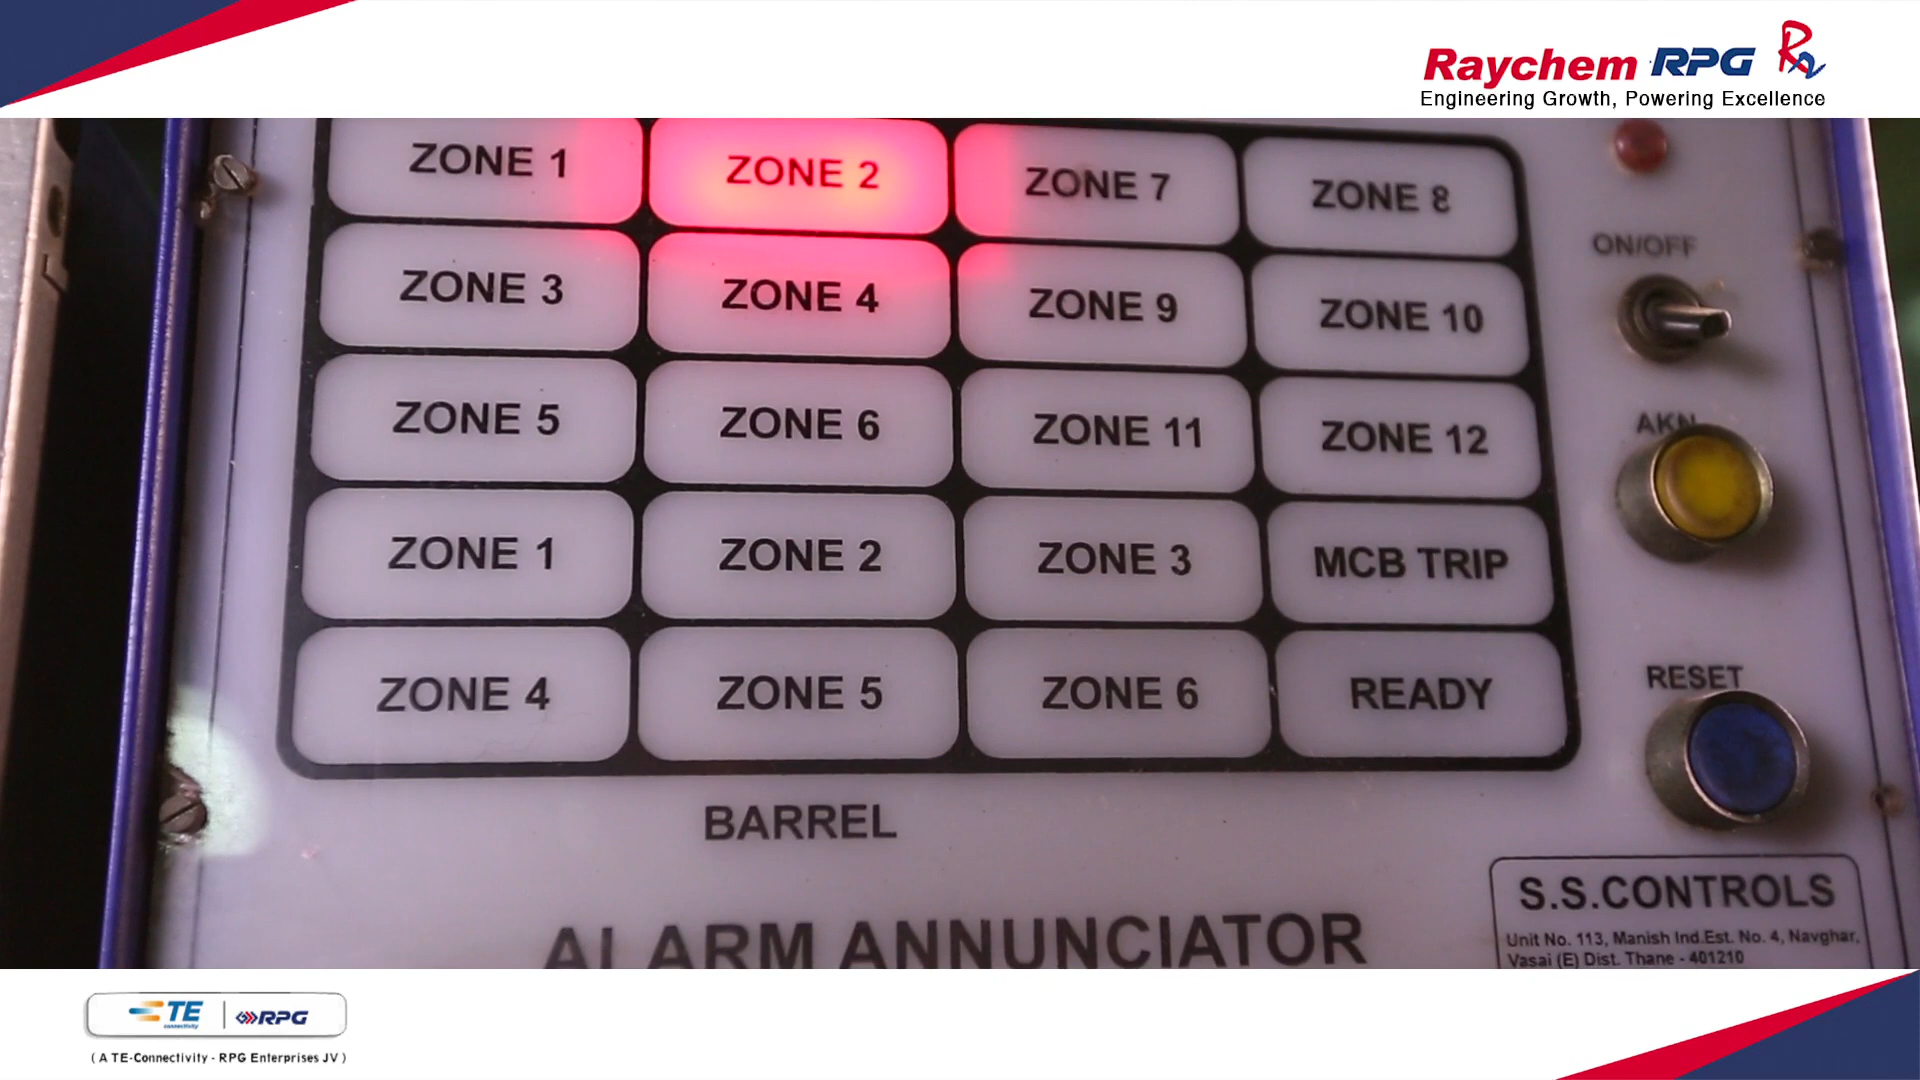 Raychem RPG
Engineering Growth, Powering Excellence
ZONE 1 ZONE 2 ZONE 7 ZONE 8
ON/OFF
ZONE 3 ZONE 4 ZONE 9 ZONE 10
AKN
ZONE 5 ZONE 6 ZONE 11 ZONE 12
ZONE 1 ZONE 2 ZONE 3 MCB TRIP
RESET
ZONE 4 ZONE 5 ZONE 6 READY
BARREL
ALARM ANNUNCIATOR
S.S.CONTROLS
Unit No. 113, Manish Ind.Est. No. 4, Navghar,
Vasai (E) Dist. Thane - 401210
TE connectivity RPG
( A TE-Connectivity - RPG Enterprises JV )